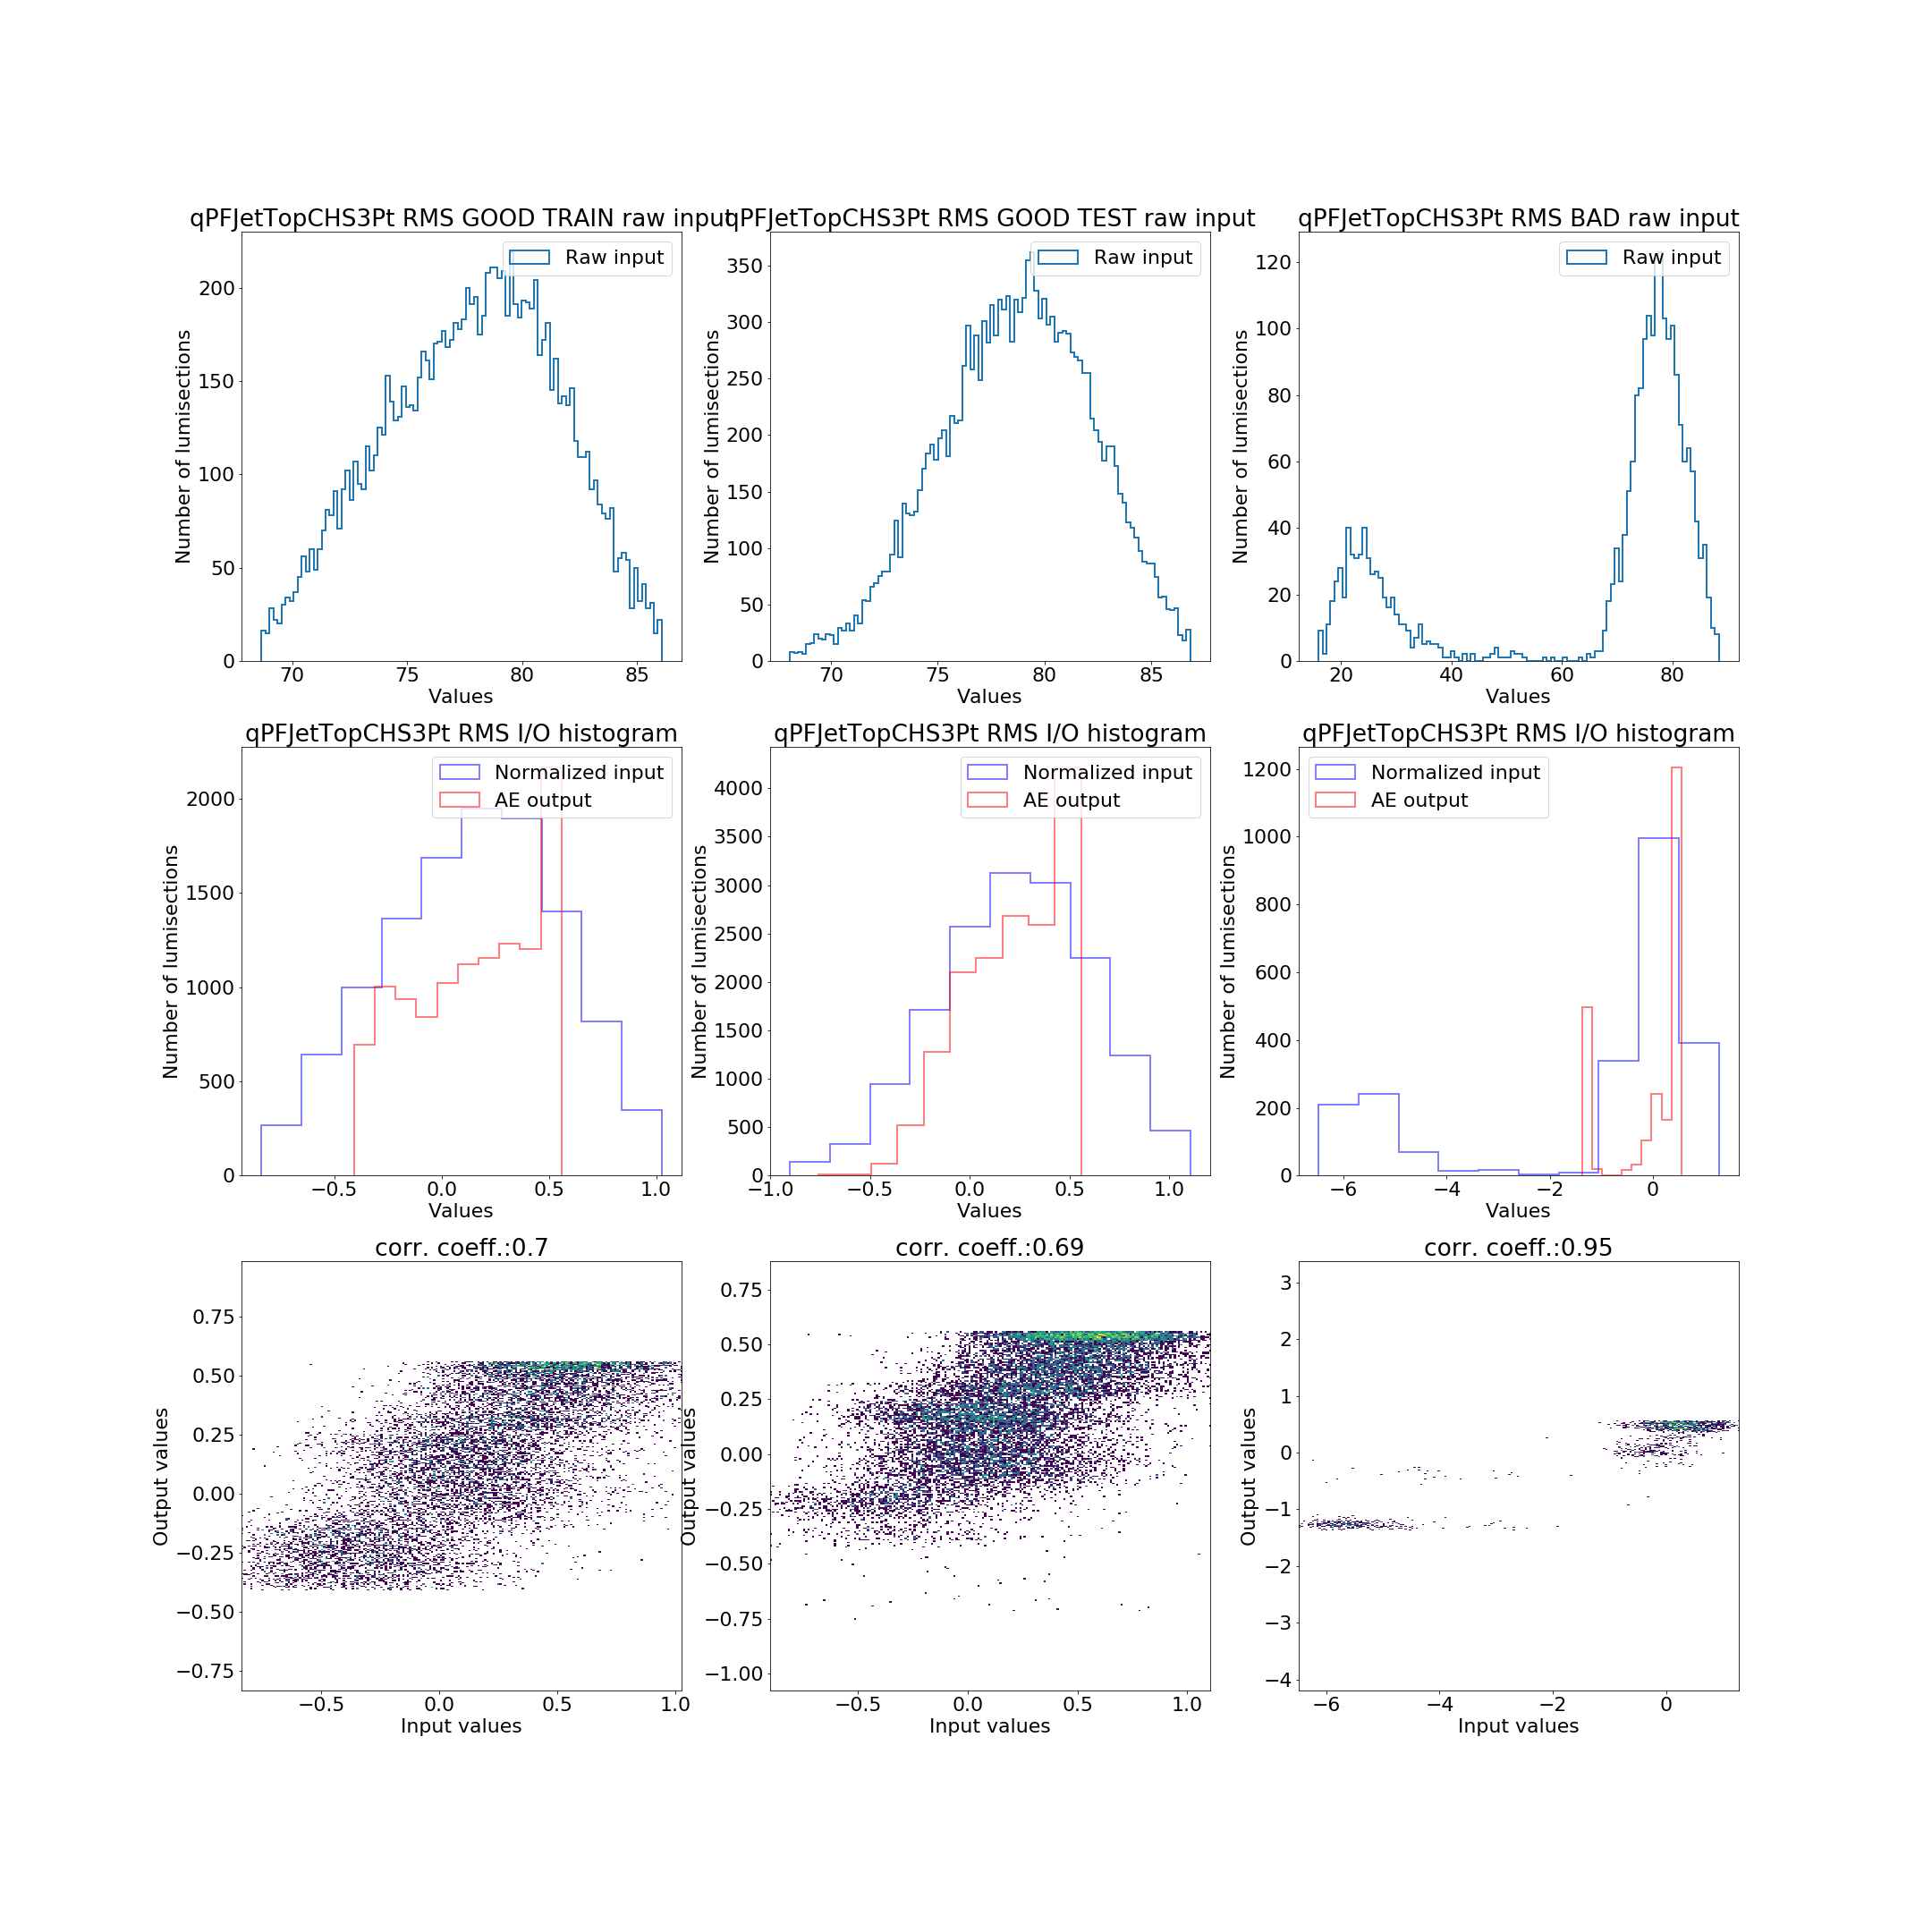 qPFJetTopCHS3Pt RMS GOOD TRAIN raw input
Raw input
200
150
100
50
0
70 75 80 85
Number of lumisections
Values
qPFJetTopCHS3Pt RMS GOOD TEST raw input
Raw input
350
300
250
200
150
100
50
0
70 75 80 85
Number of lumisections
Values
qPFJetTopCHS3Pt RMS BAD raw input
Raw input
120
100
80
60
40
20
0
20 40 60 80
Number of lumisections
Values
qPFJetTopCHS3Pt RMS I/O histogram
Normalized input
AE output
2000
1500
1000
500
0
−0.5 0.0 0.5 1.0
Number of lumisections
Values
qPFJetTopCHS3Pt RMS I/O histogram
Normalized input
AE output
4000
3500
3000
2500
2000
1500
1000
500
0
−1.0 −0.5 0.0 0.5 1.0
Number of lumisections
Values
qPFJetTopCHS3Pt RMS I/O histogram
Normalized input
AE output
1200
1000
800
600
400
200
0
−6 −4 −2 0
Number of lumisections
Values
corr. coeff.:0.7
0.75
0.50
0.25
0.00
−0.25
−0.50
−0.75
−0.5 0.0 0.5 1.0
Output values
Input values
corr. coeff.:0.69
0.75
0.50
0.25
0.00
−0.25
−0.50
−0.75
−1.00
−0.5 0.0 0.5 1.0
Output values
Input values
corr. coeff.:0.95
3
2
1
0
−1
−2
−3
−4
−6 −4 −2 0
Output values
Input values